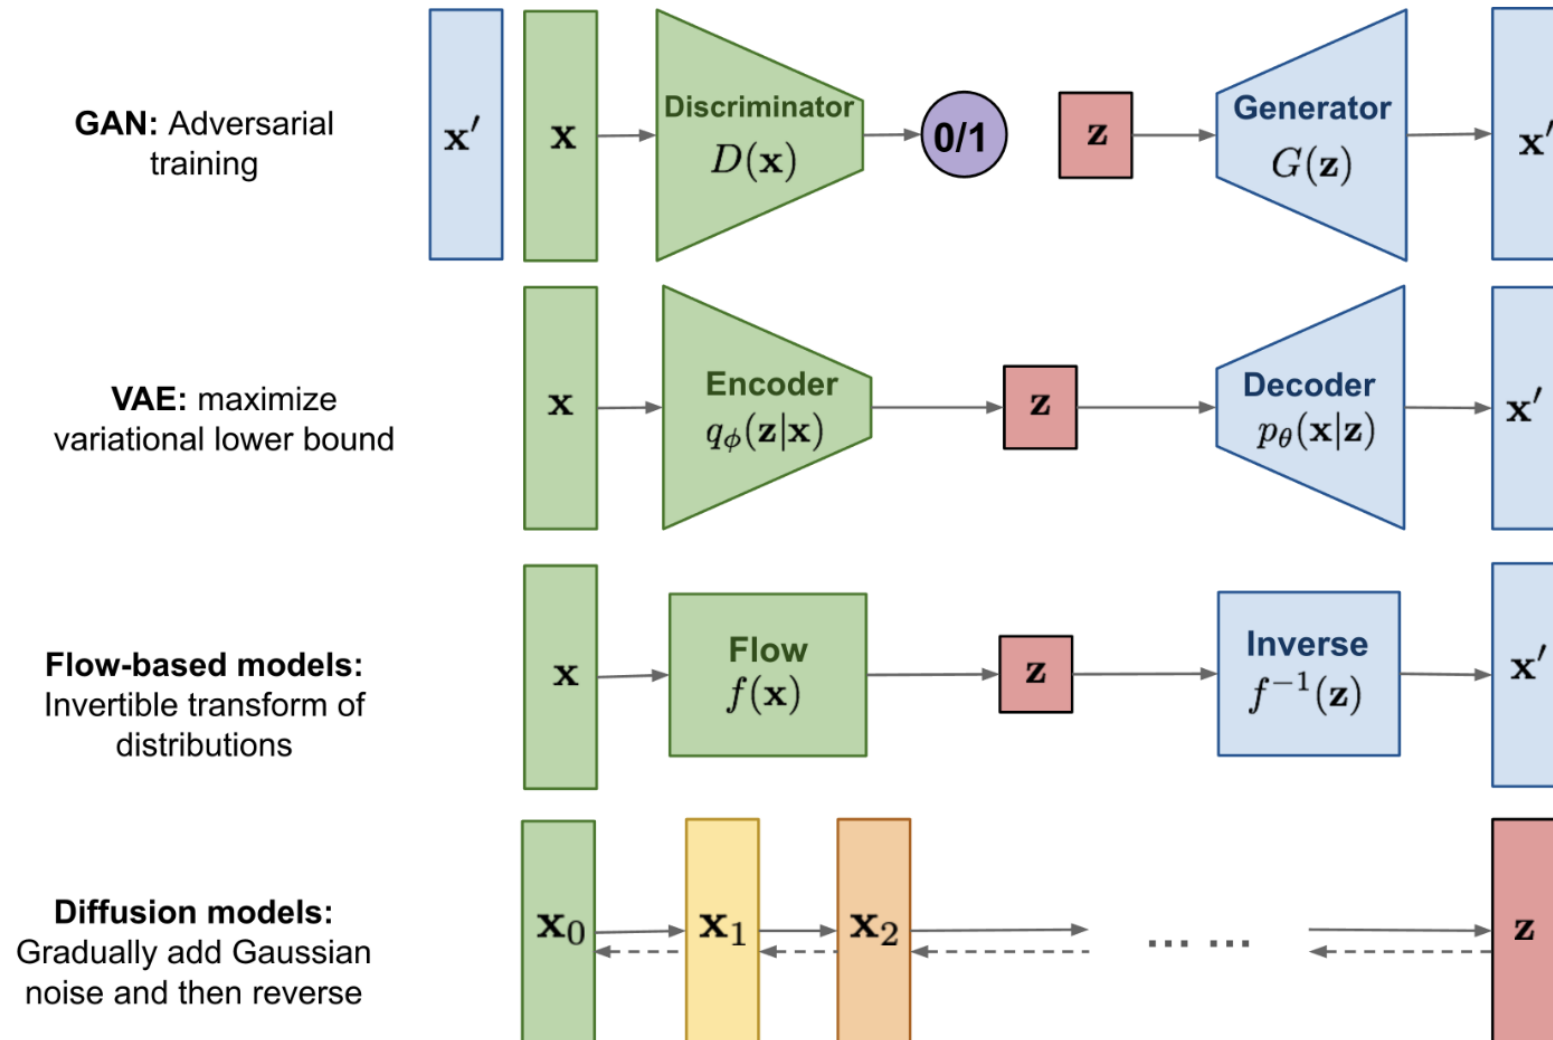 GAN: Adversarial
training
x′
x
Discriminator
D(x)
0/1
z
Generator
G(z)
x′
VAE: maximize
variational lower bound
x
Encoder
qϕ(z|x)
z
Decoder
pθ(x|z)
x′
Flow-based models:
Invertible transform of
distributions
x
Flow
f(x)
z
Inverse
f⁻¹(z)
x′
Diffusion models:
Gradually add Gaussian
noise and then reverse
x₀
x₁
x₂
... ...
z